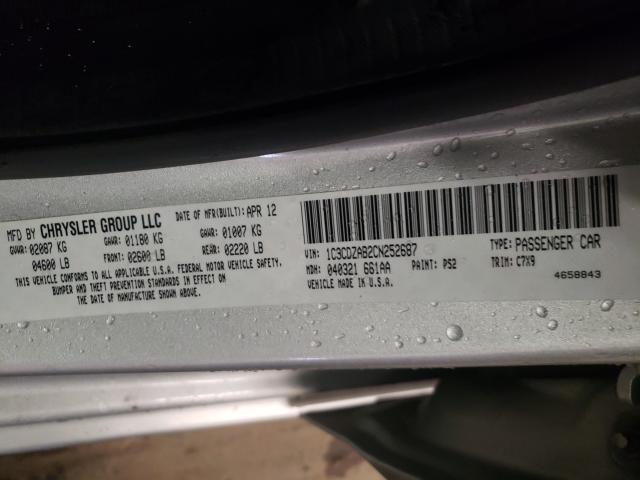 MFD BY CHRYSLER GROUP LLC DATE OF MFR(BUILT): APR 12
GVWR: 02087 KG GAWR: 01180 KG GAWR: 01007 KG
04600 LB FRONT: 02600 LB REAR: 02220 LB
THIS VEHICLE CONFORMS TO ALL APPLICABLE U.S.A. FEDERAL MOTOR VEHICLE SAFETY,
BUMPER AND THEFT PREVENTION STANDARDS IN EFFECT ON
THE DATE OF MANUFACTURE SHOWN ABOVE.
VIN: 1C3CDZAB2CN252687 TYPE: PASSENGER CAR
MDH: 040321 661AA PAINT: PS2 TRIM: C7X9
VEHICLE MADE IN U.S.A. 4658843